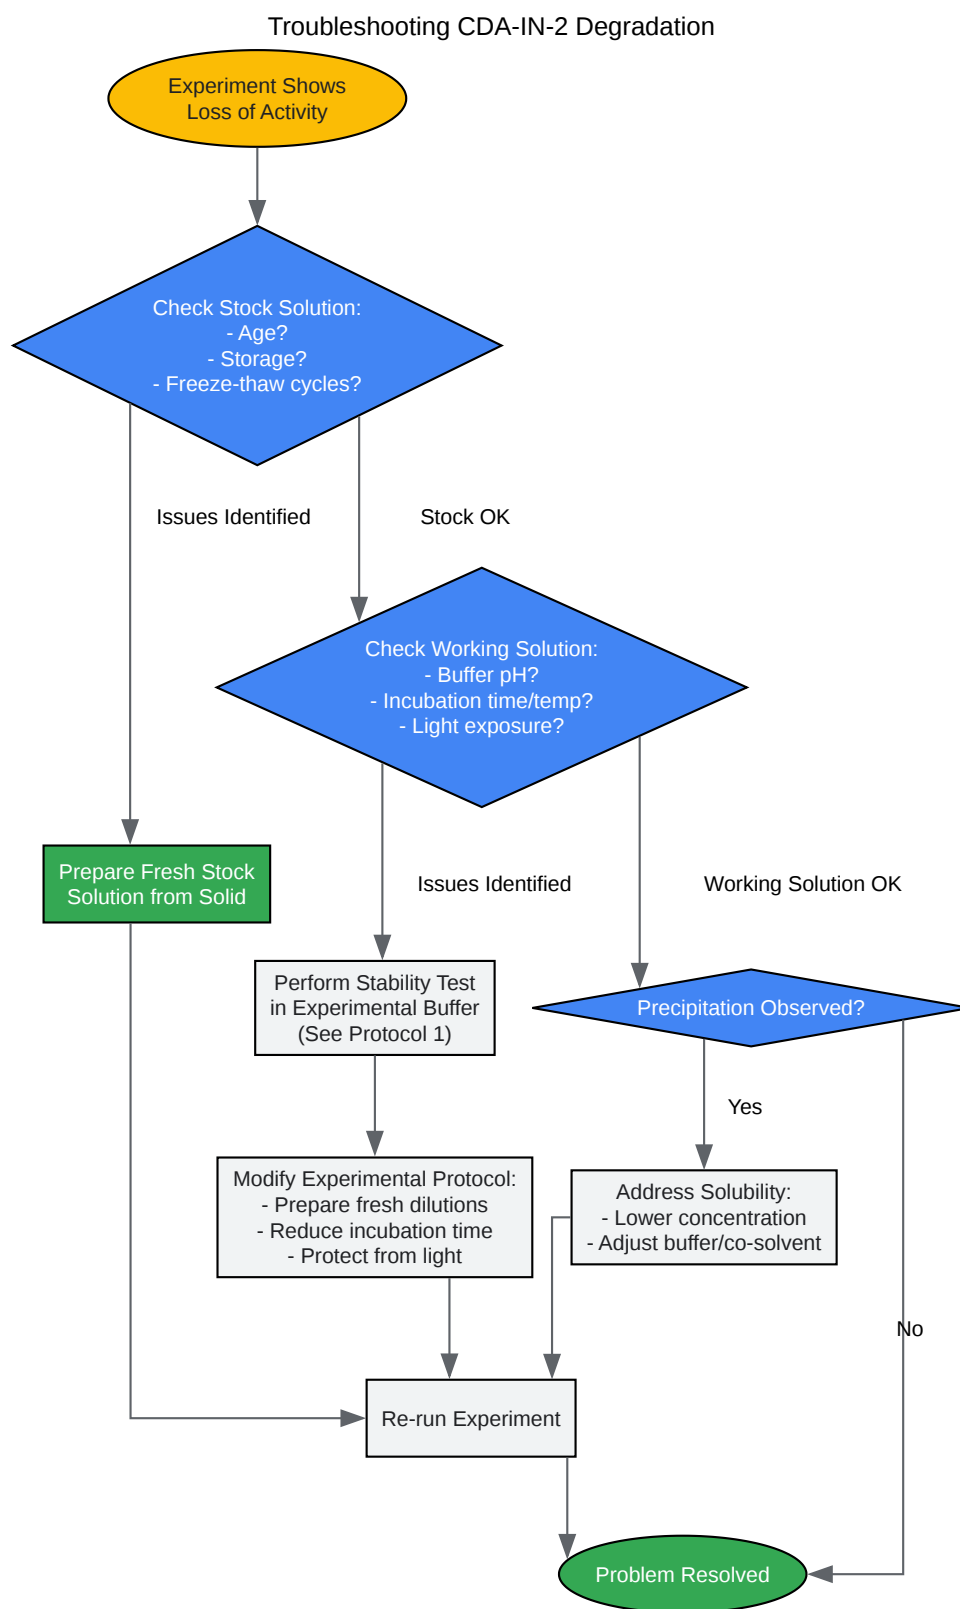 Troubleshooting CDA-IN-2 Degradation
Experiment Shows
Loss of Activity
Check Stock Solution:
- Age?
- Storage?
- Freeze-thaw cycles?
Issues Identified
Stock OK
Check Working Solution:
- Buffer pH?
- Incubation time/temp?
- Light exposure?
Prepare Fresh Stock
Solution from Solid
Issues Identified
Working Solution OK
Perform Stability Test
in Experimental Buffer
(See Protocol 1)
Precipitation Observed?
Yes
Modify Experimental Protocol:
- Prepare fresh dilutions
- Reduce incubation time
- Protect from light
Address Solubility:
- Lower concentration
- Adjust buffer/co-solvent
No
Re-run Experiment
Problem Resolved